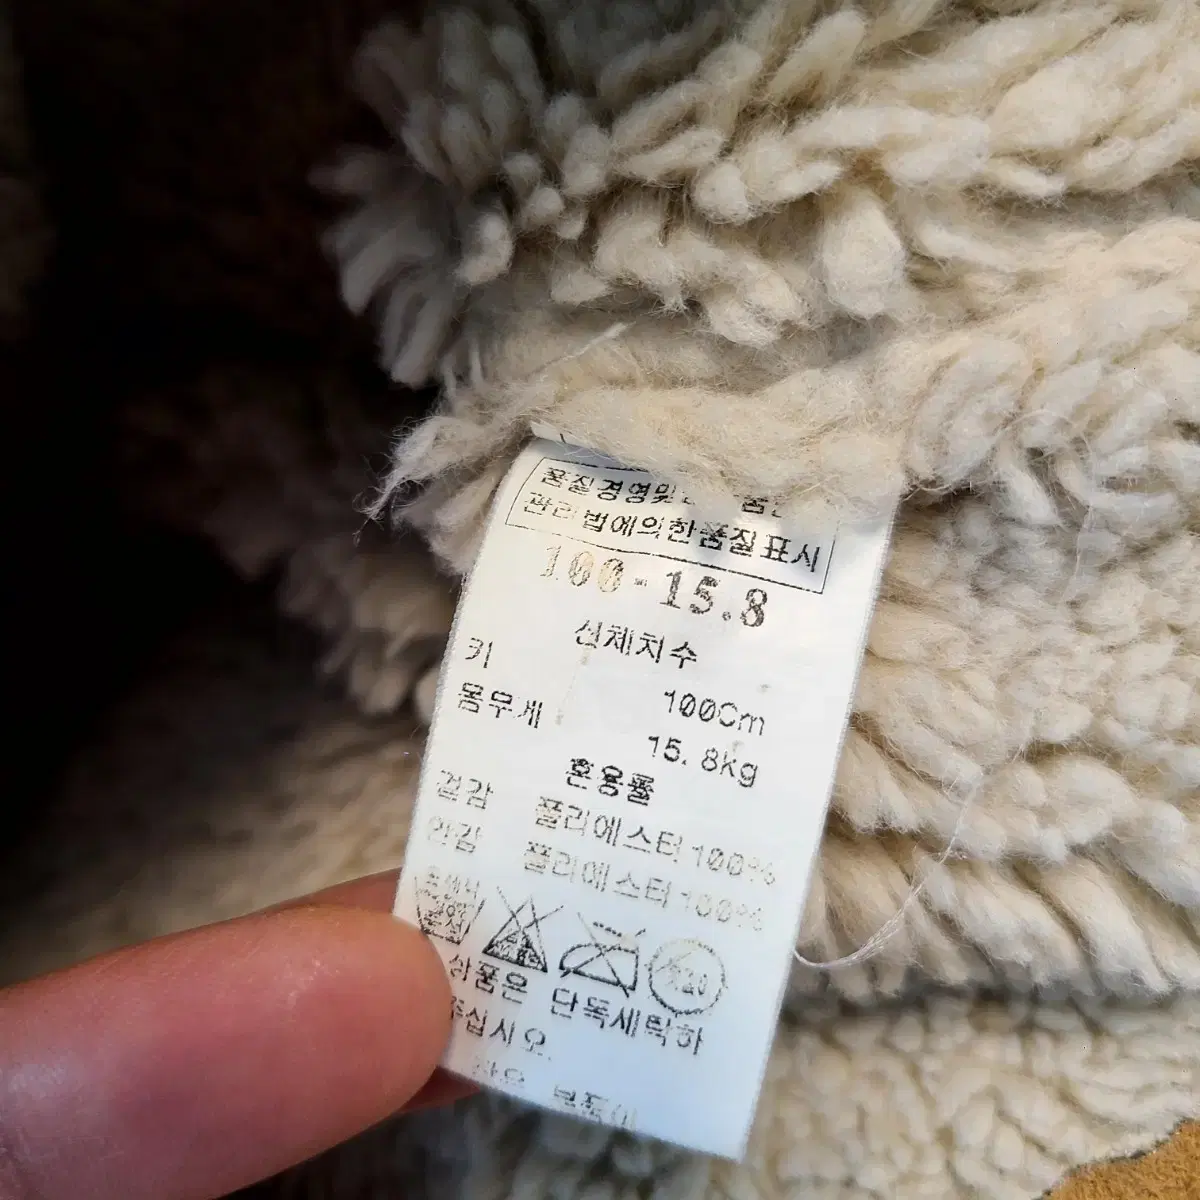 품질경영및
관리법에의한품질표시
100-15.8
신체치수
키 100Cm
몸무게 15.8kg
혼용률
겉감 폴리에스터 100%
안감 폴리에스터 100%
상품은 단독세탁하
주십시오.